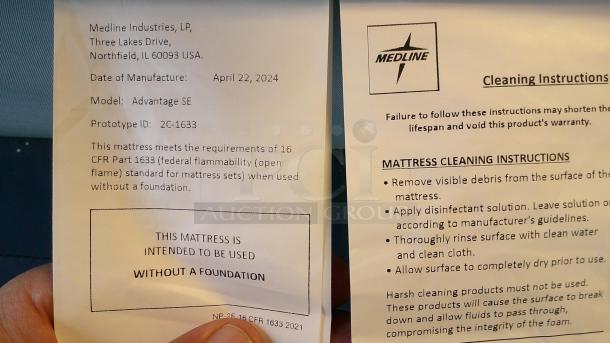 Medline Industries, LP,
Three Lakes Drive,
Northfield, IL 60093 USA.
Date of Manufacture: April 22, 2024
Model: Advantage SE
Prototype ID: 2C-1633
This mattress meets the requirements of 16
CFR Part 1633 (federal flammability (open
flame) standard for mattress sets) when used
without a foundation.
THIS MATTRESS IS
INTENDED TO BE USED
WITHOUT A FOUNDATION
16 CFR 1633 2021
MEDLINE
Cleaning Instructions
Failure to follow these instructions may shorten the
lifespan and void this product's warranty.
MATTRESS CLEANING INSTRUCTIONS
• Remove visible debris from the surface of the
mattress.
• Apply disinfectant solution. Leave solution
according to manufacturer's guidelines.
• Thoroughly rinse surface with clean water
and clean cloth.
• Allow surface to completely dry prior to use.
Harsh cleaning products must not be used.
These products will cause the surface to break
down and allow fluids to pass through,
compromising the integrity of the foam.
AUCTION GROUP